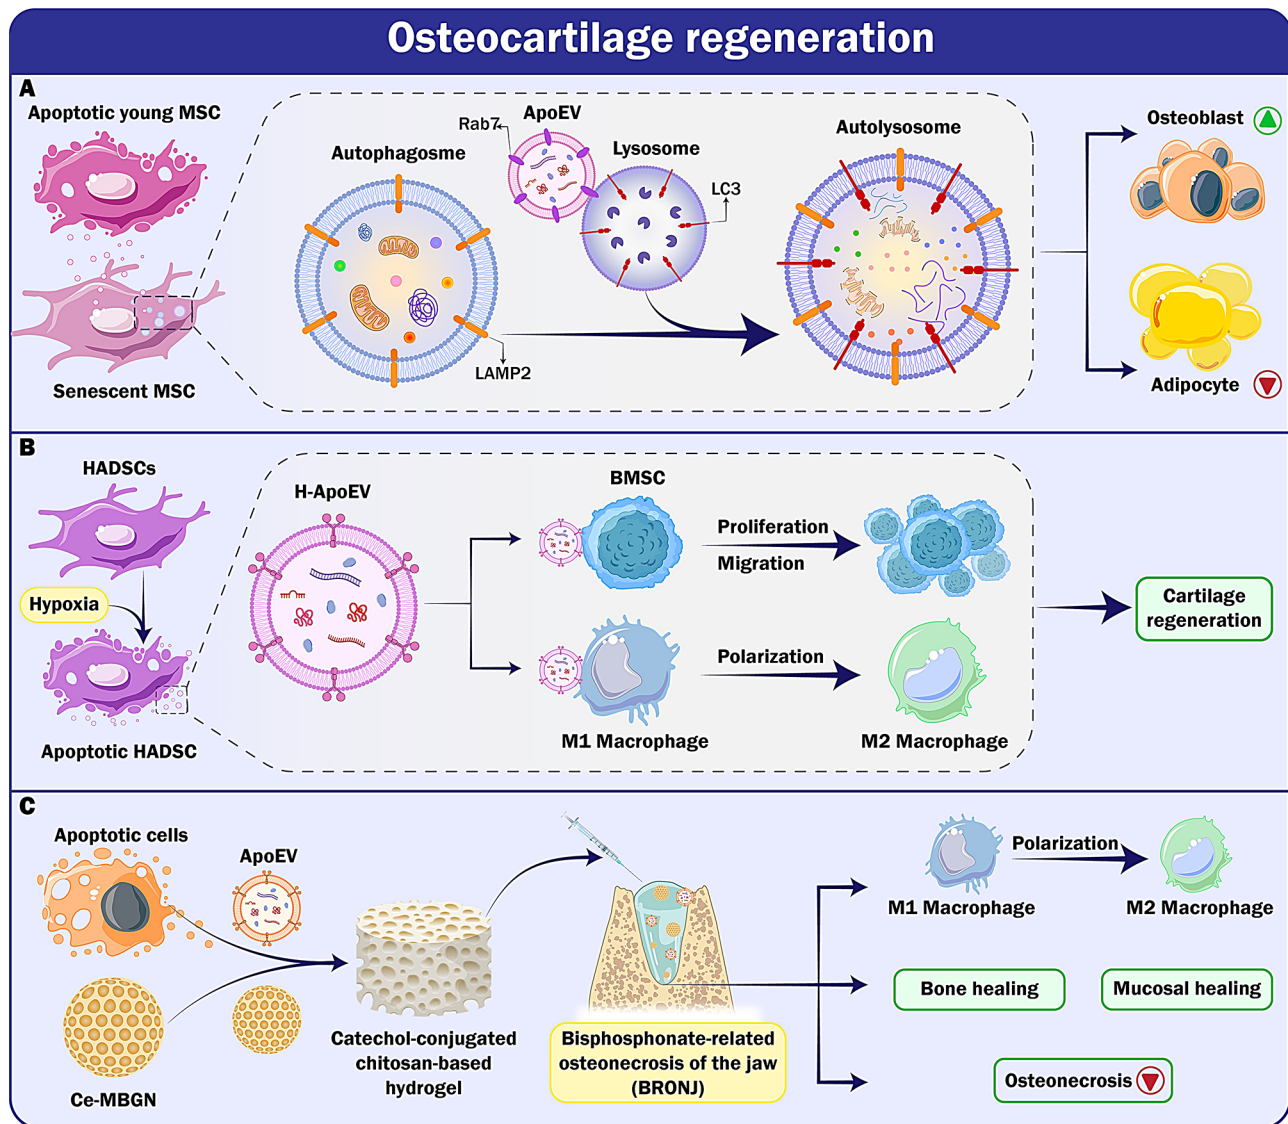 Osteocartilage regeneration
A
Apoptotic young MSC
Senescent MSC
Autophagosme
Rab7
ApoEV
Lysosome
LC3
LAMP2
Autolysosome
Osteoblast
Adipocyte
B
HADSCs
Hypoxia
Apoptotic HADSC
H-ApoEV
BMSC
Proliferation
Migration
M1 Macrophage
Polarization
M2 Macrophage
Cartilage
regeneration
C
Apoptotic cells
ApoEV
Ce-MBGN
Catechol-conjugated
chitosan-based
hydrogel
Bisphosphonate-related
osteonecrosis of the jaw
(BRONJ)
M1 Macrophage
Polarization
M2 Macrophage
Bone healing
Mucosal healing
Osteonecrosis